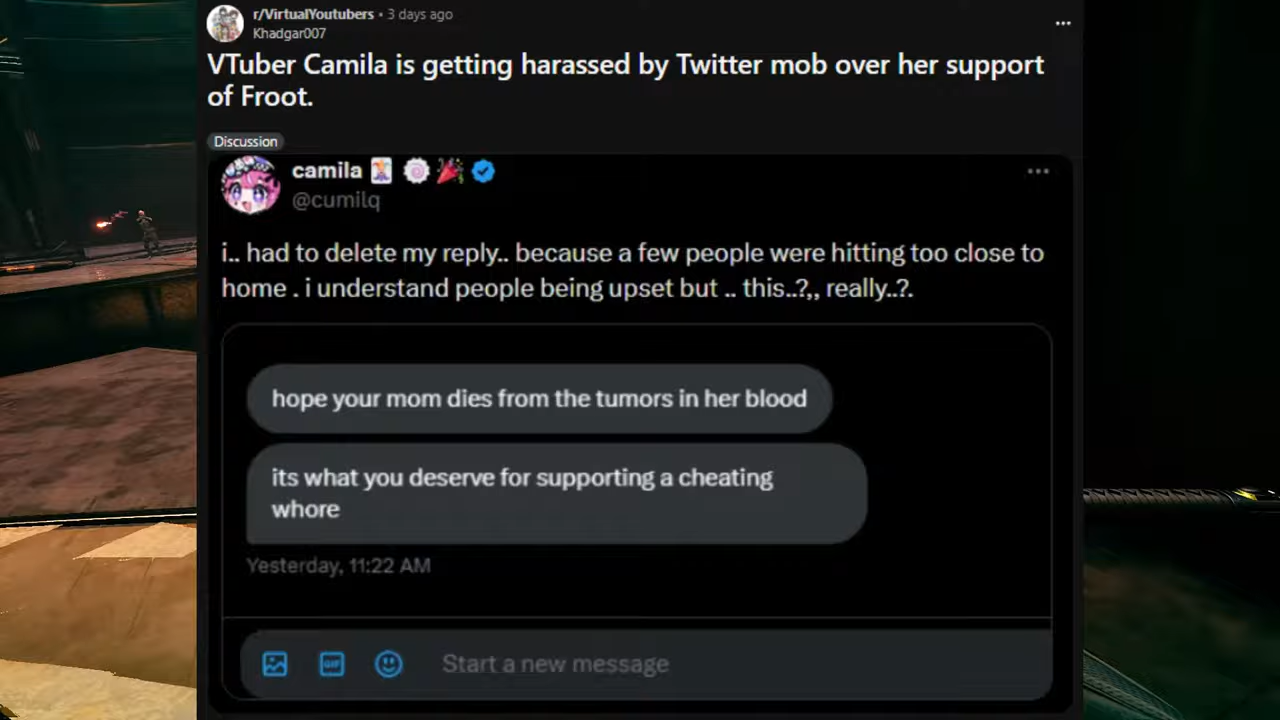 r/VirtualYoutubers • 3 days ago
Khadgar007
VTuber Camila is getting harassed by Twitter mob over her support
of Froot.
Discussion
camila
@cumilq
i.. had to delete my reply.. because a few people were hitting too close to
home . i understand people being upset but .. this..?,, really..?.
hope your mom dies from the tumors in her blood
its what you deserve for supporting a cheating
whore
Yesterday, 11:22 AM
GIF
Start a new message